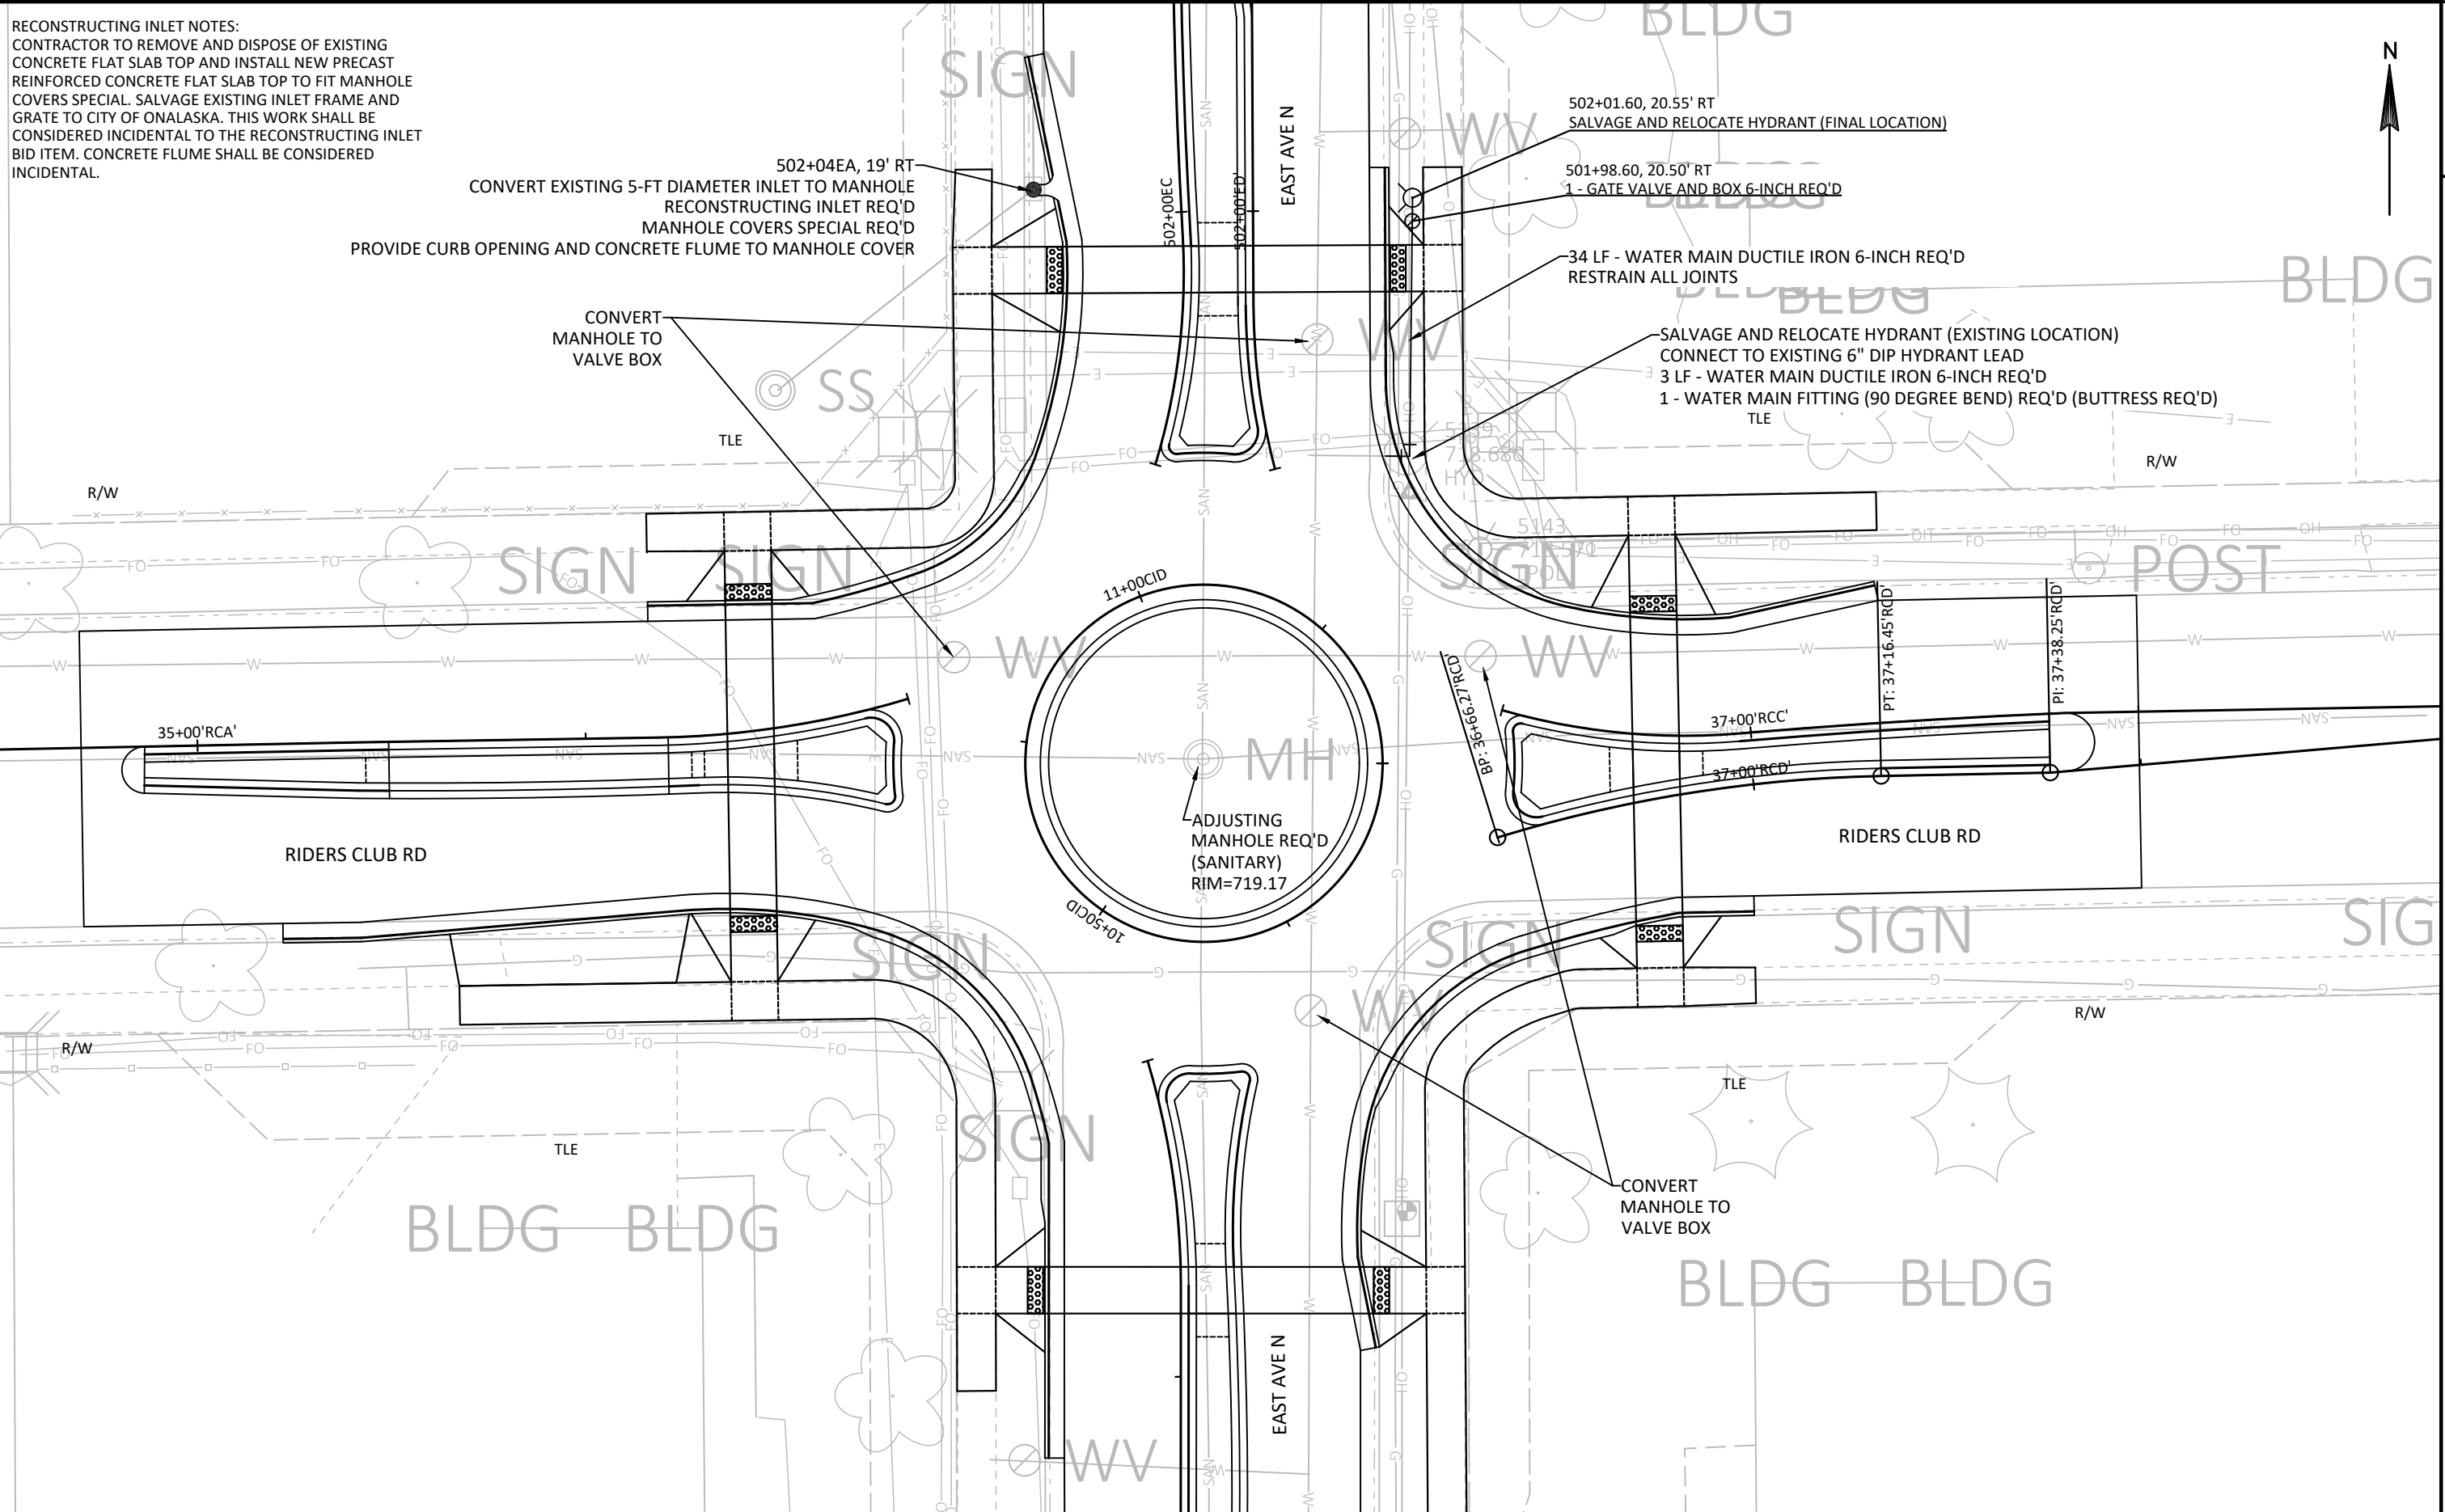 RECONSTRUCTING INLET NOTES:
CONTRACTOR TO REMOVE AND DISPOSE OF EXISTING
CONCRETE FLAT SLAB TOP AND INSTALL NEW PRECAST
REINFORCED CONCRETE FLAT SLAB TOP TO FIT MANHOLE
COVERS SPECIAL. SALVAGE EXISTING INLET FRAME AND
GRATE TO CITY OF ONALASKA. THIS WORK SHALL BE
CONSIDERED INCIDENTAL TO THE RECONSTRUCTING INLET
BID ITEM. CONCRETE FLUME SHALL BE CONSIDERED
INCIDENTAL.
BLDG
SIGN
N
EAST AVE N
502+01.60, 20.55' RT
SALVAGE AND RELOCATE HYDRANT (FINAL LOCATION)
WV
502+04EA, 19' RT
CONVERT EXISTING 5-FT DIAMETER INLET TO MANHOLE
RECONSTRUCTING INLET REQ'D
MANHOLE COVERS SPECIAL REQ'D
PROVIDE CURB OPENING AND CONCRETE FLUME TO MANHOLE COVER
502+00EC
502+00'ED'
501+98.60, 20.50' RT
1 - GATE VALVE AND BOX 6-INCH REQ'D
BLDG
34 LF - WATER MAIN DUCTILE IRON 6-INCH REQ'D
RESTRAIN ALL JOINTS
BLDG
BLDG
BLDG
CONVERT
MANHOLE TO
VALVE BOX
WV
SALVAGE AND RELOCATE HYDRANT (EXISTING LOCATION)
CONNECT TO EXISTING 6" DIP HYDRANT LEAD
3 LF - WATER MAIN DUCTILE IRON 6-INCH REQ'D
1 - WATER MAIN FITTING (90 DEGREE BEND) REQ'D (BUTTRESS REQ'D)
SS
TLE
TLE
R/W
R/W
5143
SIGN
SIGN
SIGN
POST
11+00CID
WV
WV
BP: 36+66.27'RCD'
PT: 37+16.45'RCD'
PI: 37+38.25'RCD'
35+00'RCA'
37+00'RCC'
37+00'RCD'
MH
ADJUSTING
MANHOLE REQ'D
(SANITARY)
RIM=719.17
RIDERS CLUB RD
RIDERS CLUB RD
10+50CID
SIGN
SIGN
SIGN
SIG
WV
R/W
R/W
TLE
TLE
SIGN
CONVERT
MANHOLE TO
VALVE BOX
BLDG
BLDG
BLDG
BLDG
EAST AVE N
WV